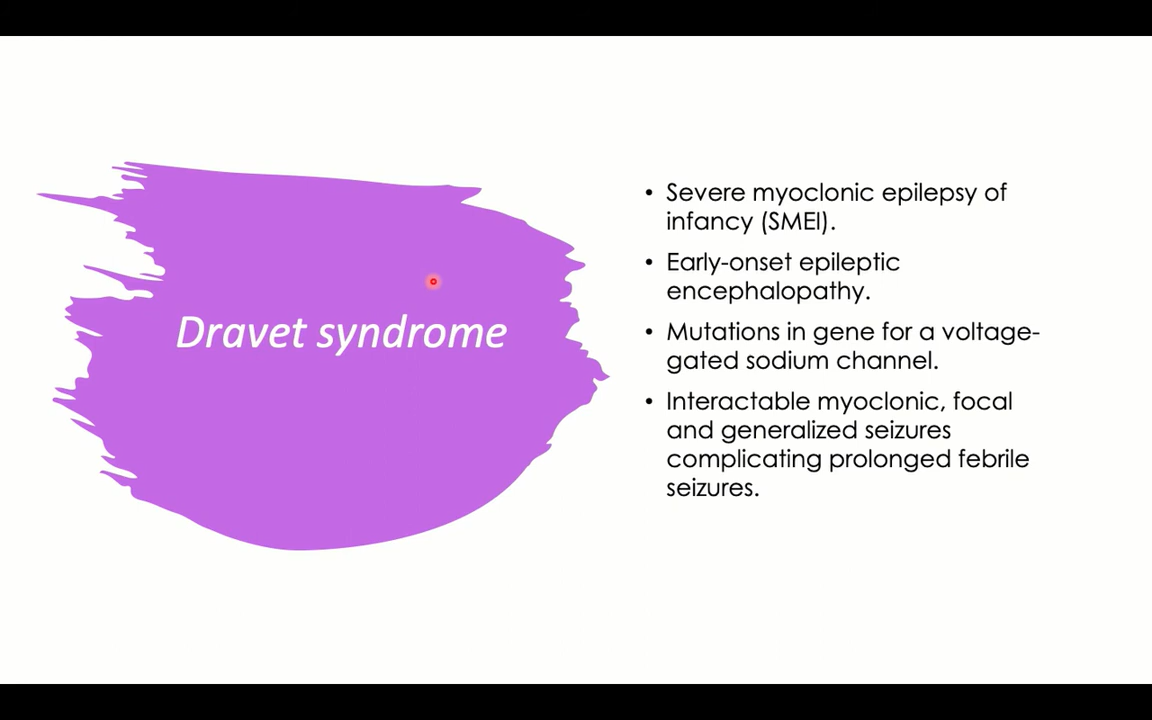 Dravet syndrome
• Severe myoclonic epilepsy of
infancy (SMEI).
• Early-onset epileptic
encephalopathy.
• Mutations in gene for a voltage-
gated sodium channel.
• Interactable myoclonic, focal
and generalized seizures
complicating prolonged febrile
seizures.